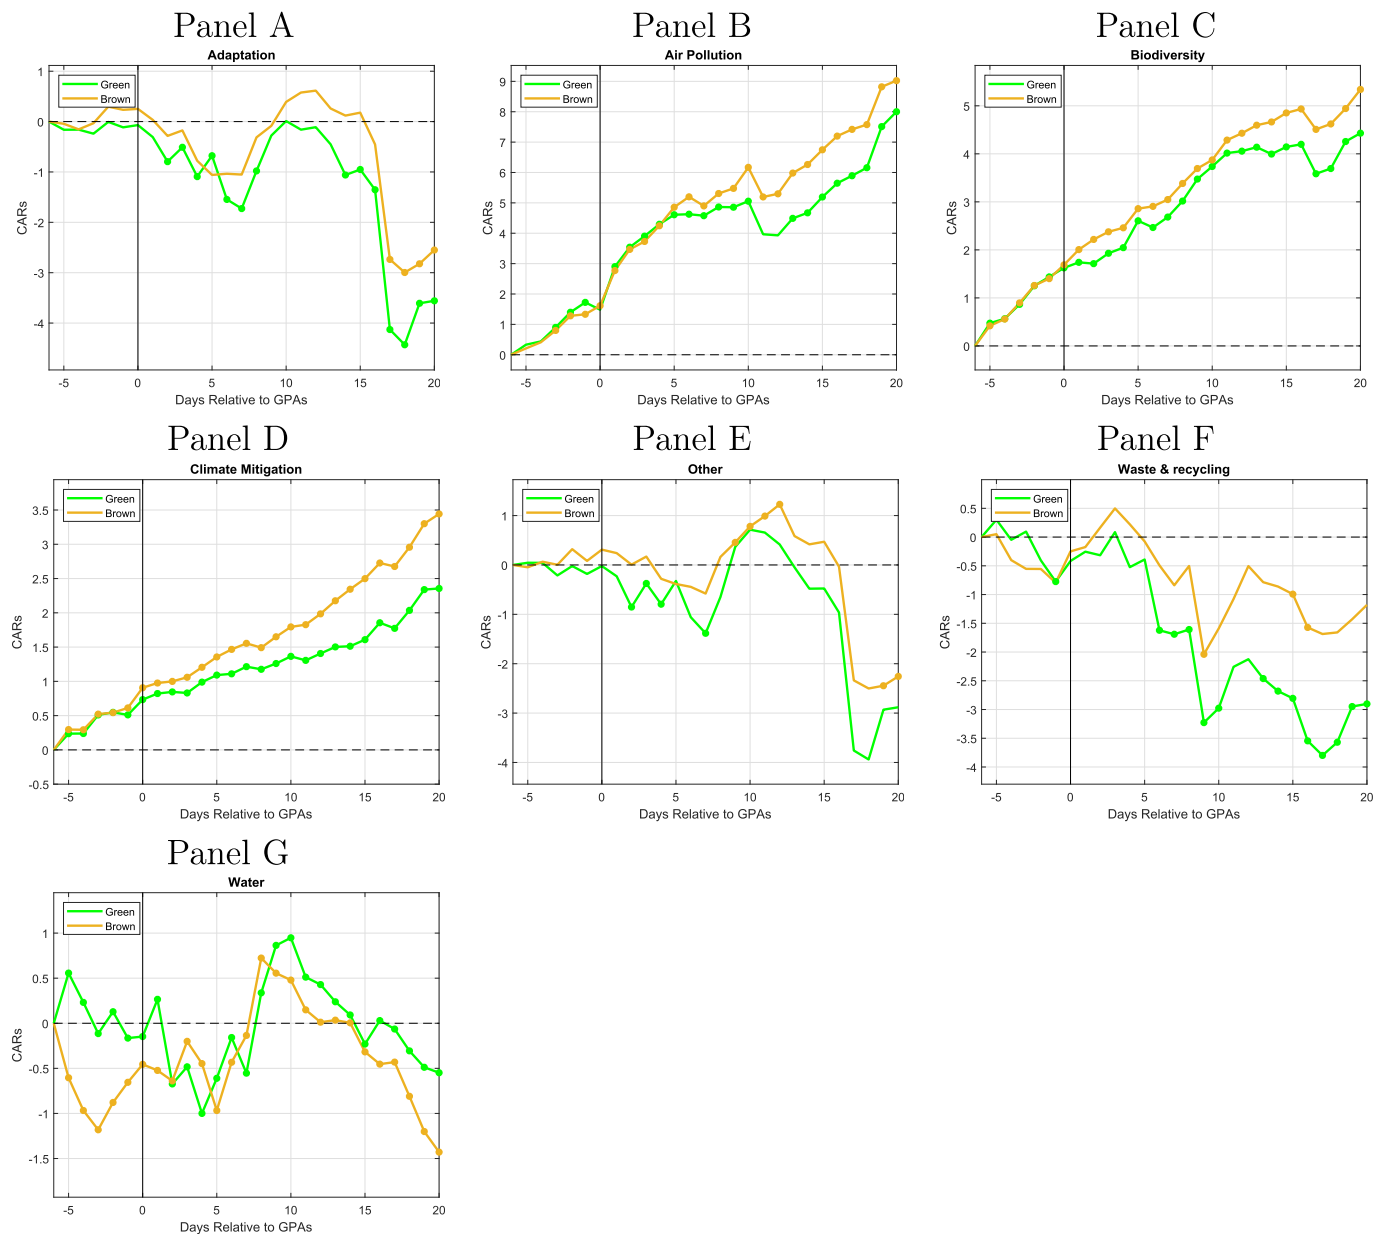 Panel A
Adaptation
Green
Brown
1
0
-1
-2
-3
-4
CARs
-5 0 5 10 15 20
Days Relative to GPAs
Panel B
Air Pollution
Green
Brown
9
8
7
6
5
4
3
2
1
0
CARs
-5 0 5 10 15 20
Days Relative to GPAs
Panel C
Biodiversity
Green
Brown
5
4
3
2
1
0
CARs
-5 0 5 10 15 20
Days Relative to GPAs
Panel D
Climate Mitigation
Green
Brown
3.5
3
2.5
2
1.5
1
0.5
0
-0.5
CARs
-5 0 5 10 15 20
Days Relative to GPAs
Panel E
Other
Green
Brown
1
0
-1
-2
-3
-4
CARs
-5 0 5 10 15 20
Days Relative to GPAs
Panel F
Waste & recycling
Green
Brown
0.5
0
-0.5
-1
-1.5
-2
-2.5
-3
-3.5
-4
CARs
-5 0 5 10 15 20
Days Relative to GPAs
Panel G
Water
Green
Brown
1
0.5
0
-0.5
-1
-1.5
CARs
-5 0 5 10 15 20
Days Relative to GPAs